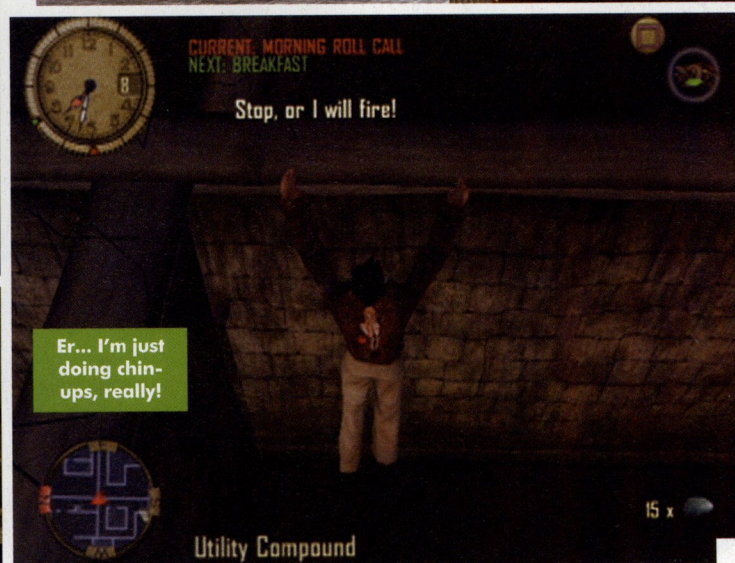 CURRENT: MORNING ROLL CALL
NEXT: BREAKFAST
Stop, or I will fire!
8
Er... I'm just
doing chin-
ups, really!
15 x
Utility Compound